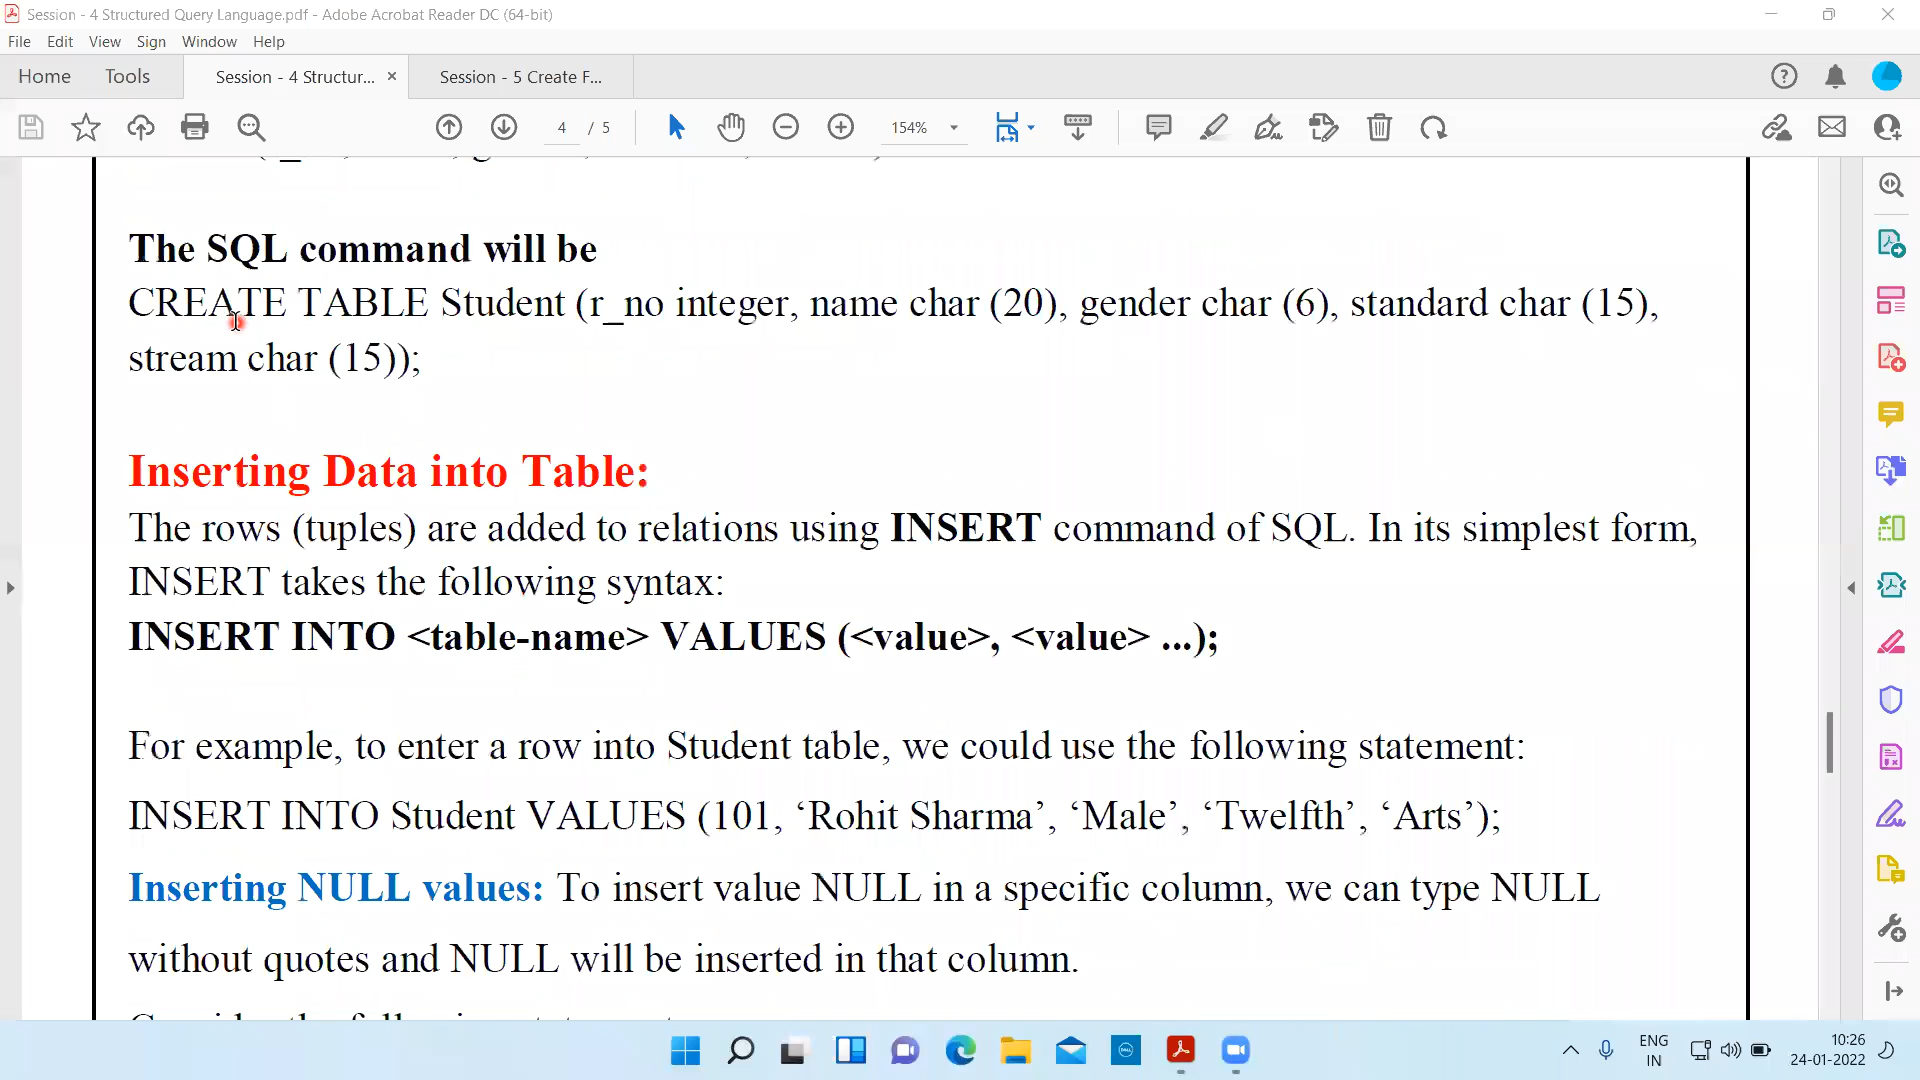 Session - 4 Structured Query Language.pdf - Adobe Acrobat Reader DC (64-bit)
File Edit View Sign Window Help
Home Tools Session - 4 Structur... × Session - 5 Create F...
4 / 5 154%
The SQL command will be
CREATE TABLE Student (r_no integer, name char (20), gender char (6), standard char (15),
stream char (15));
Inserting Data into Table:
The rows (tuples) are added to relations using INSERT command of SQL. In its simplest form,
INSERT takes the following syntax:
INSERT INTO <table-name> VALUES (<value>, <value> ...);
For example, to enter a row into Student table, we could use the following statement:
INSERT INTO Student VALUES (101, ‘Rohit Sharma’, ‘Male’, ‘Twelfth’, ‘Arts’);
Inserting NULL values: To insert value NULL in a specific column, we can type NULL
without quotes and NULL will be inserted in that column.
ENG
IN
10:26
24-01-2022